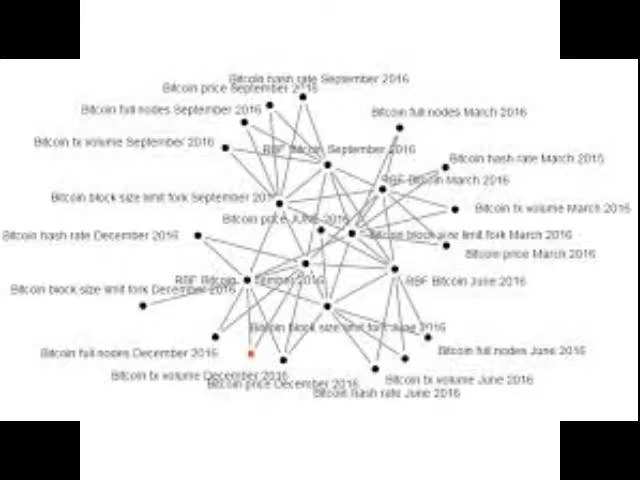 Bitcoin hash rate September 2016
Bitcoin price September 2016
Bitcoin full nodes September 2016
Bitcoin full nodes March 2016
Bitcoin tx volume September 2016
RBF Bitcoin September 2016
Bitcoin hash rate March 2016
RBF Bitcoin March 2016
Bitcoin block size limit fork September 2016
Bitcoin tx volume March 2016
Bitcoin price JUNE 2016
Bitcoin hash rate December 2016
Bitcoin block size limit fork March 2016
Bitcoin price March 2016
RBF Bitcoin 2016
RBF Bitcoin June 2016
Bitcoin block size limit fork December 2016
Bitcoin block size limit fork June 2016
Bitcoin full nodes December 2016
Bitcoin full nodes June 2016
Bitcoin tx volume December 2016
Bitcoin price December 2016
Bitcoin tx volume June 2016
Bitcoin hash rate June 2016